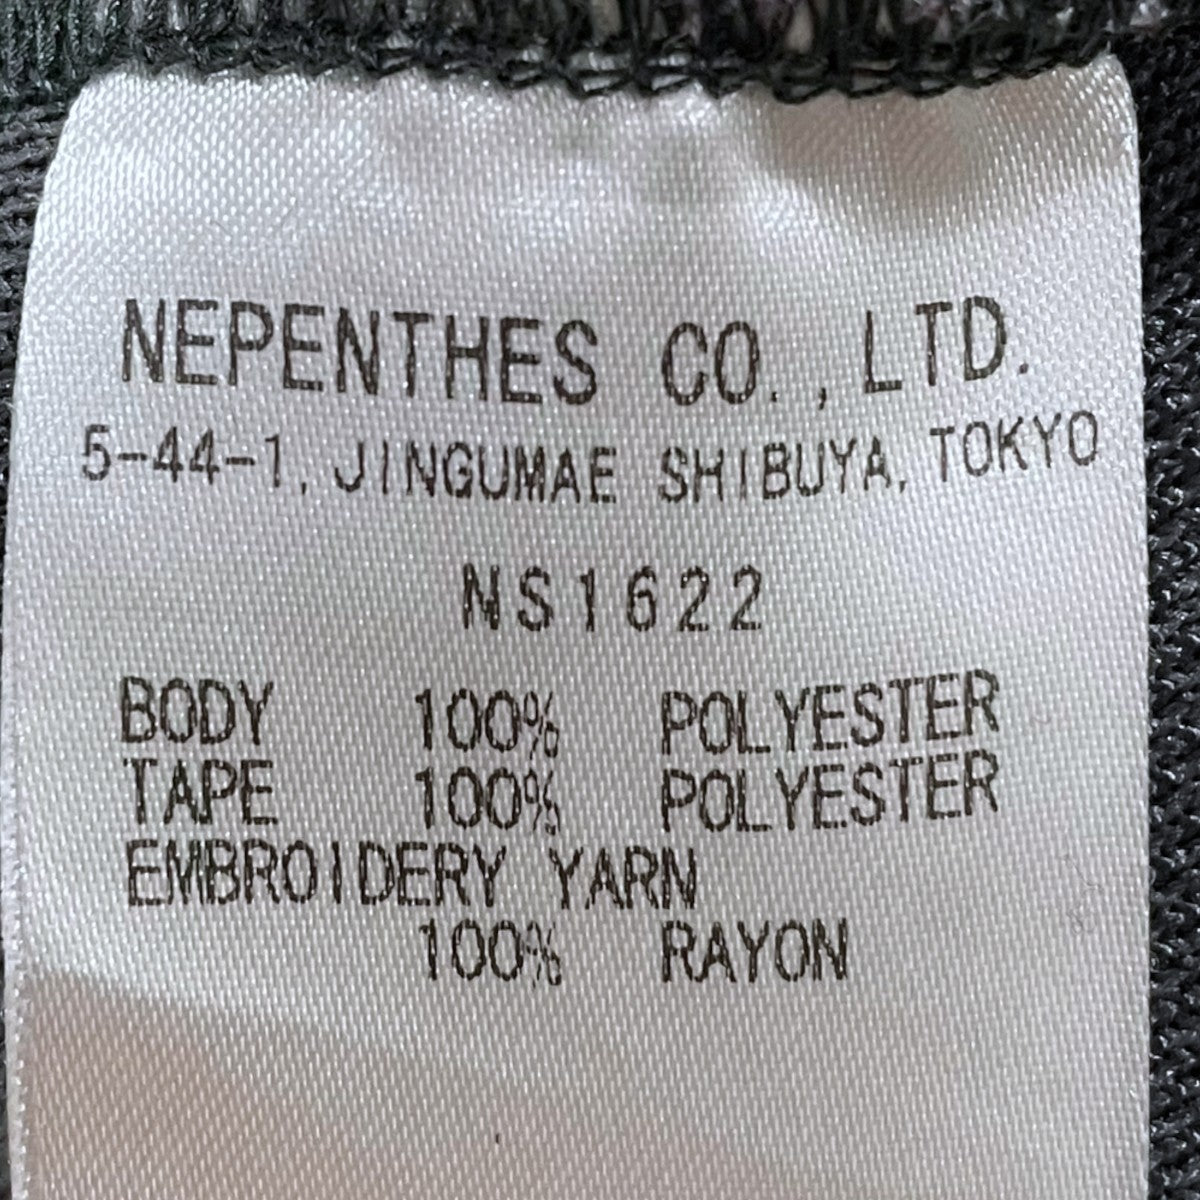 NEPENTHES CO., LTD.
5-44-1, JINGUMAE SHIBUYA, TOKYO
NS1622
BODY 100% POLYESTER
TAPE 100% POLYESTER
EMBROIDERY YARN
100% RAYON